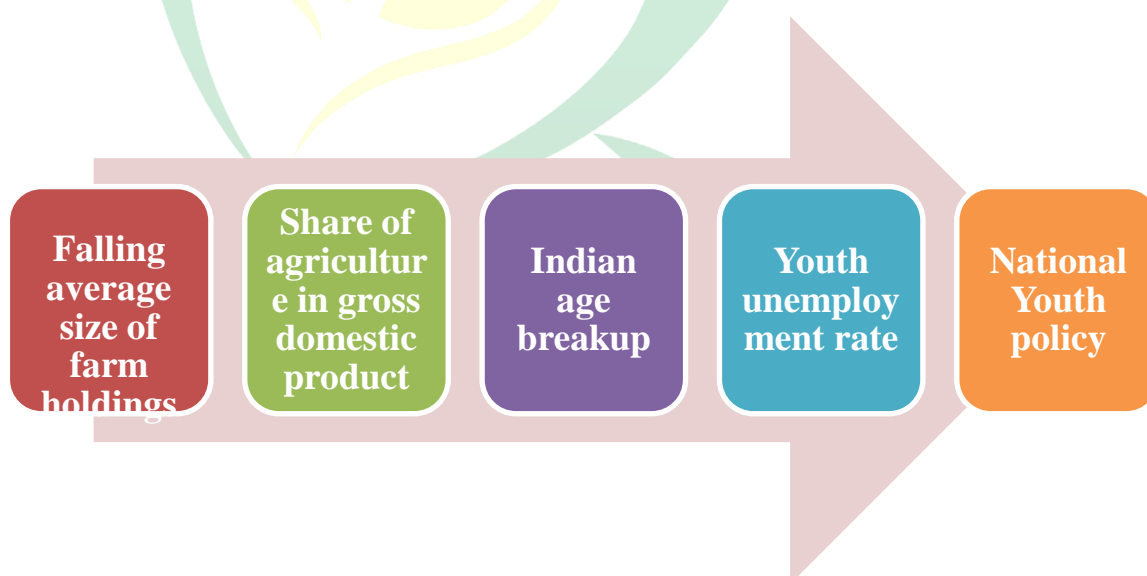 Falling
average
size of
farm
holdings
Share of
agricultur
e in gross
domestic
product
Indian
age
breakup
Youth
unemploy
ment rate
National
Youth
policy